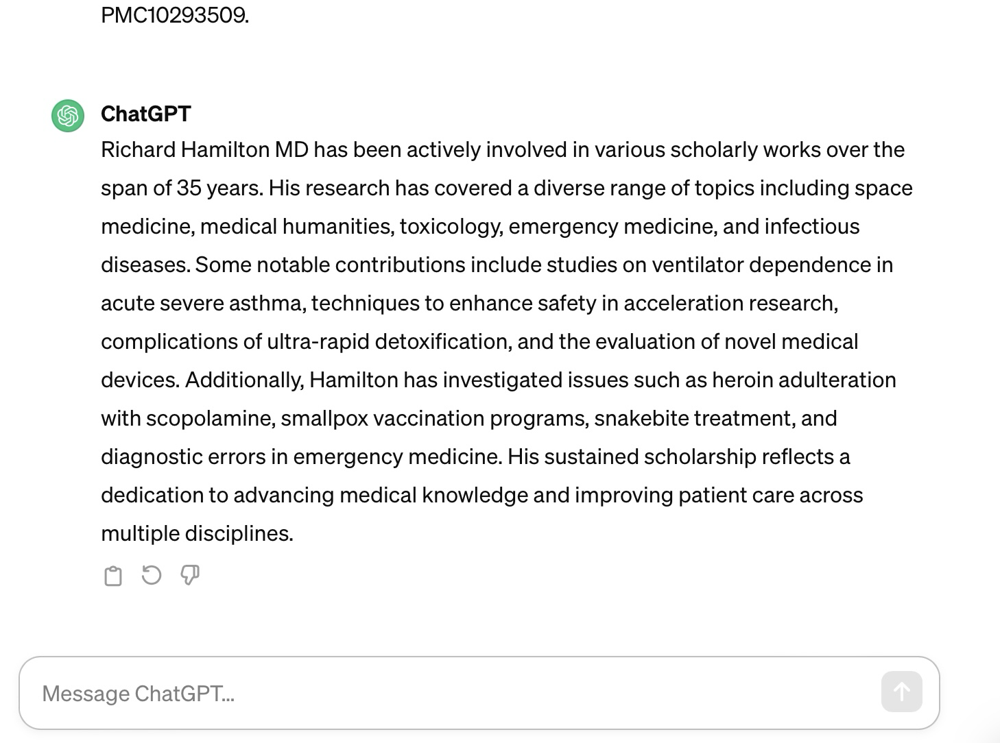 PMC10293509.
ChatGPT
Richard Hamilton MD has been actively involved in various scholarly works over the
span of 35 years. His research has covered a diverse range of topics including space
medicine, medical humanities, toxicology, emergency medicine, and infectious
diseases. Some notable contributions include studies on ventilator dependence in
acute severe asthma, techniques to enhance safety in acceleration research,
complications of ultra-rapid detoxification, and the evaluation of novel medical
devices. Additionally, Hamilton has investigated issues such as heroin adulteration
with scopolamine, smallpox vaccination programs, snakebite treatment, and
diagnostic errors in emergency medicine. His sustained scholarship reflects a
dedication to advancing medical knowledge and improving patient care across
multiple disciplines.
Message ChatGPT...